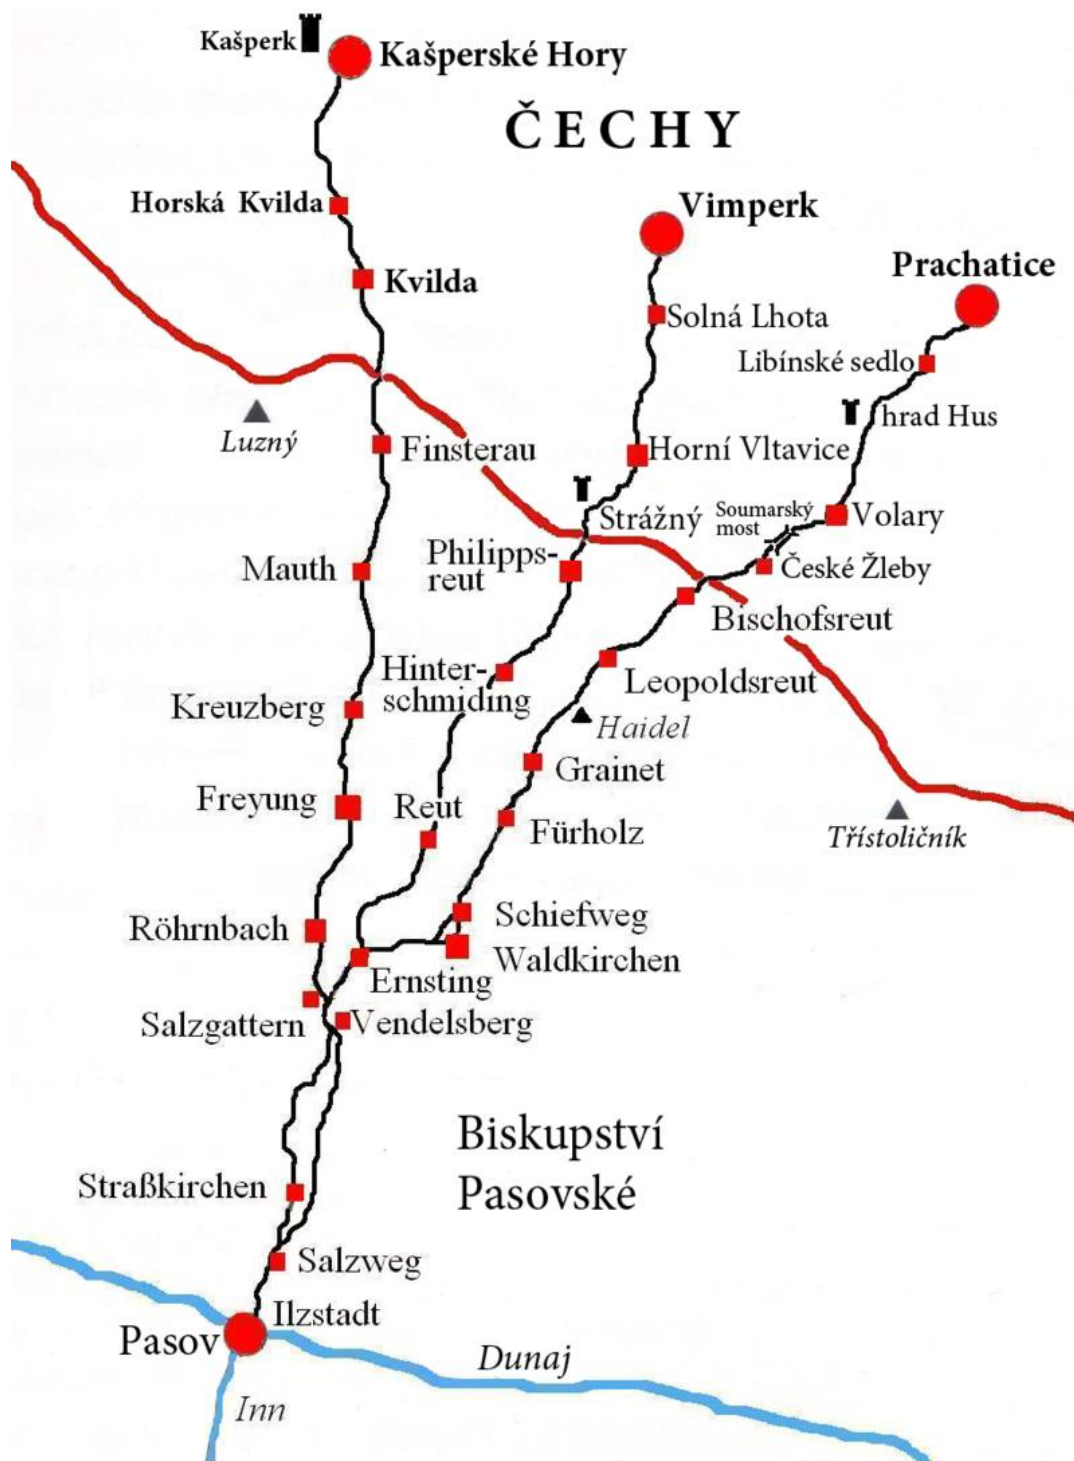 Kašperk
Kašperské Hory
ČECHY
Horská Kvilda
Vimperk
Kvilda
Prachatice
Solná Lhota
Libínské sedlo
hrad Hus
Luzný
Finsterau
Horní Vltavice
Strážný
Soumarský
most
Volary
Philipps-
reut
Mauth
České Žleby
Bischofsreut
Hinter-
schmiding
Leopoldsreut
Kreuzberg
Haidel
Grainet
Freyung
Reut
Fürholz
Třístoličník
Röhrnbach
Schiefweg
Waldkirchen
Ernsting
Salzgattern
Vendelsberg
Biskupství
Pasovské
Straßkirchen
Salzweg
Ilzstadt
Pasov
Dunaj
Inn